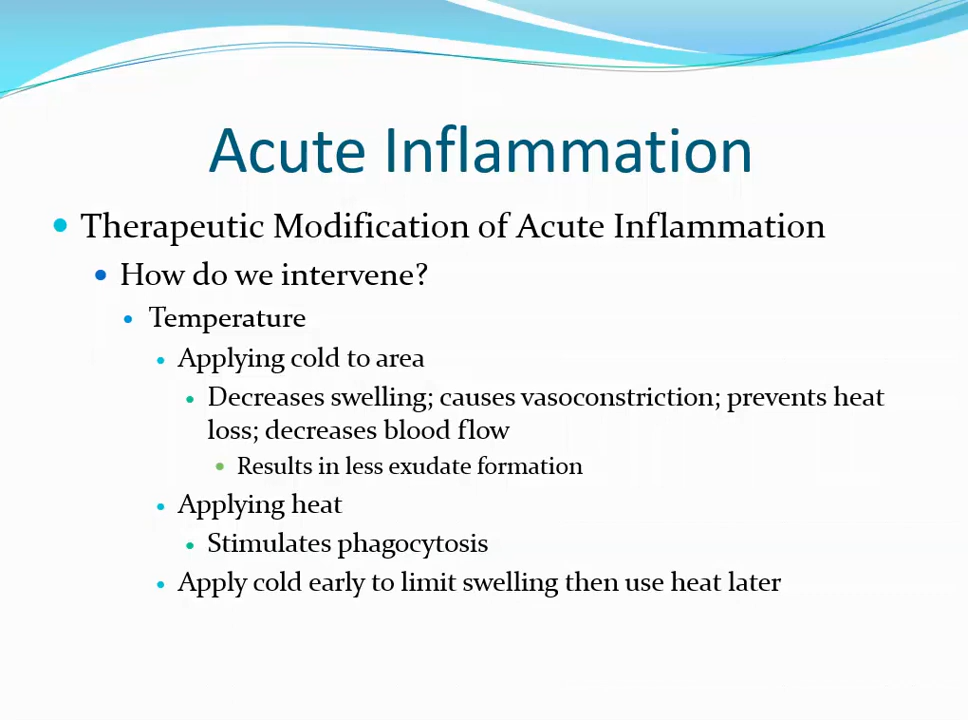 Acute Inflammation
Therapeutic Modification of Acute Inflammation
How do we intervene?
Temperature
Applying cold to area
Decreases swelling; causes vasoconstriction; prevents heat
loss; decreases blood flow
Results in less exudate formation
Applying heat
Stimulates phagocytosis
Apply cold early to limit swelling then use heat later